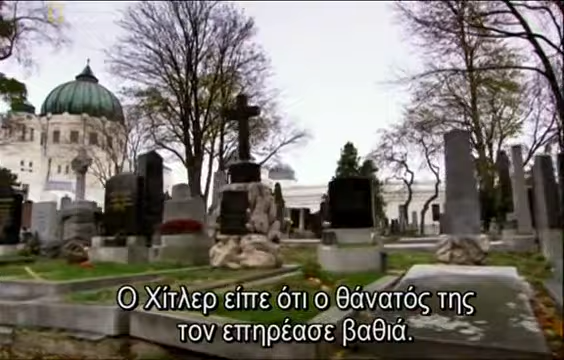 Ο Χίτλερ είπε ότι ο θάνατός της
τον επηρέασε βαθιά.